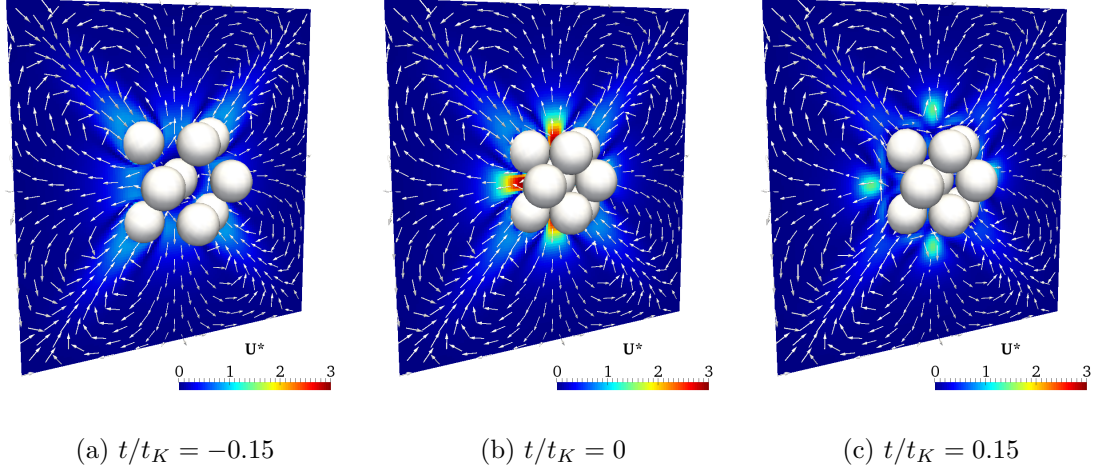 U* U* U*
0 1 2 3 0 1 2 3 0 1 2 3
(a) t/t_K = −0.15 (b) t/t_K = 0 (c) t/t_K = 0.15